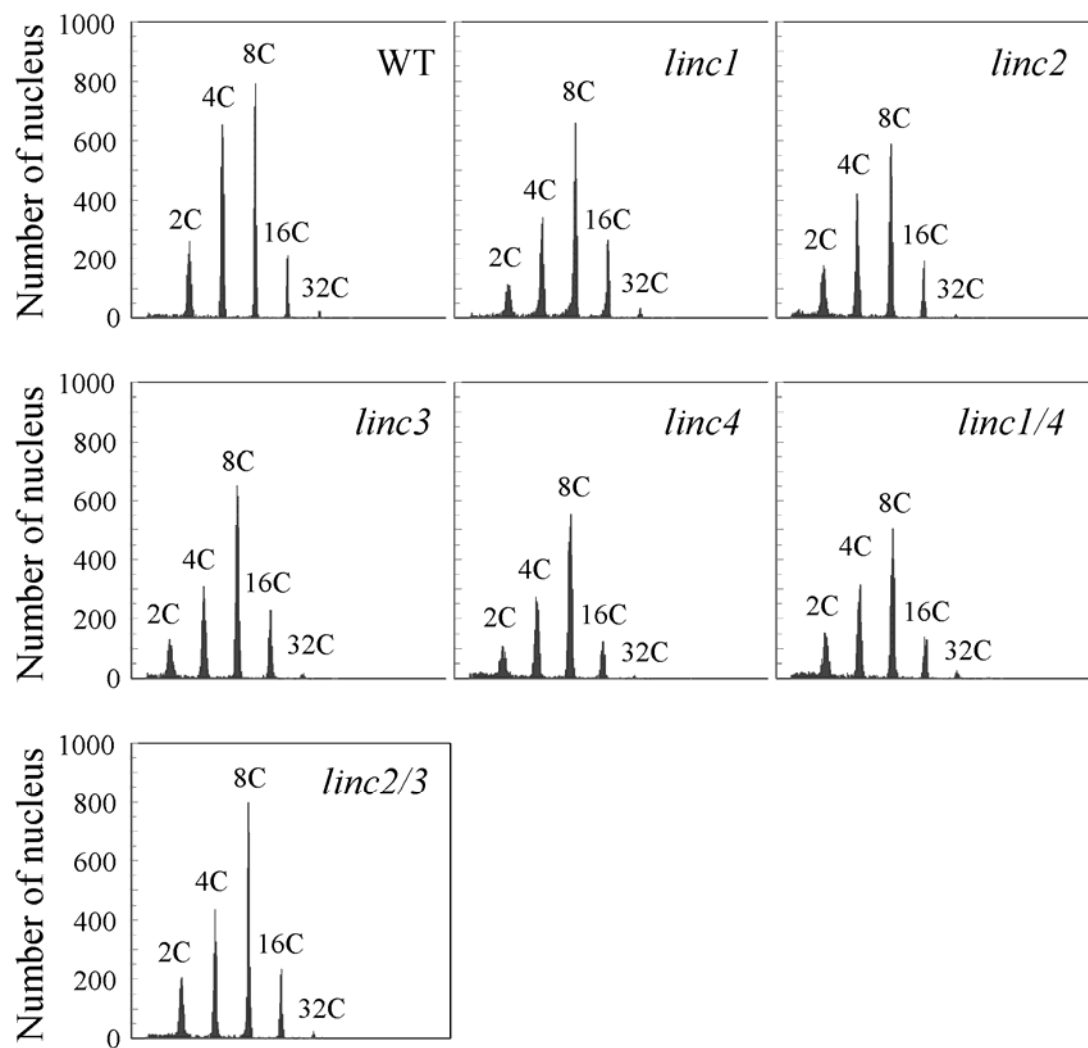 Number of nucleus
1000
800
600
400
200
0
WT
2C
4C
8C
16C
32C
linc1
2C
4C
8C
16C
32C
linc2
2C
4C
8C
16C
32C
Number of nucleus
1000
800
600
400
200
0
linc3
2C
4C
8C
16C
32C
linc4
2C
4C
8C
16C
32C
linc1/4
2C
4C
8C
16C
32C
Number of nucleus
1000
800
600
400
200
0
linc2/3
2C
4C
8C
16C
32C